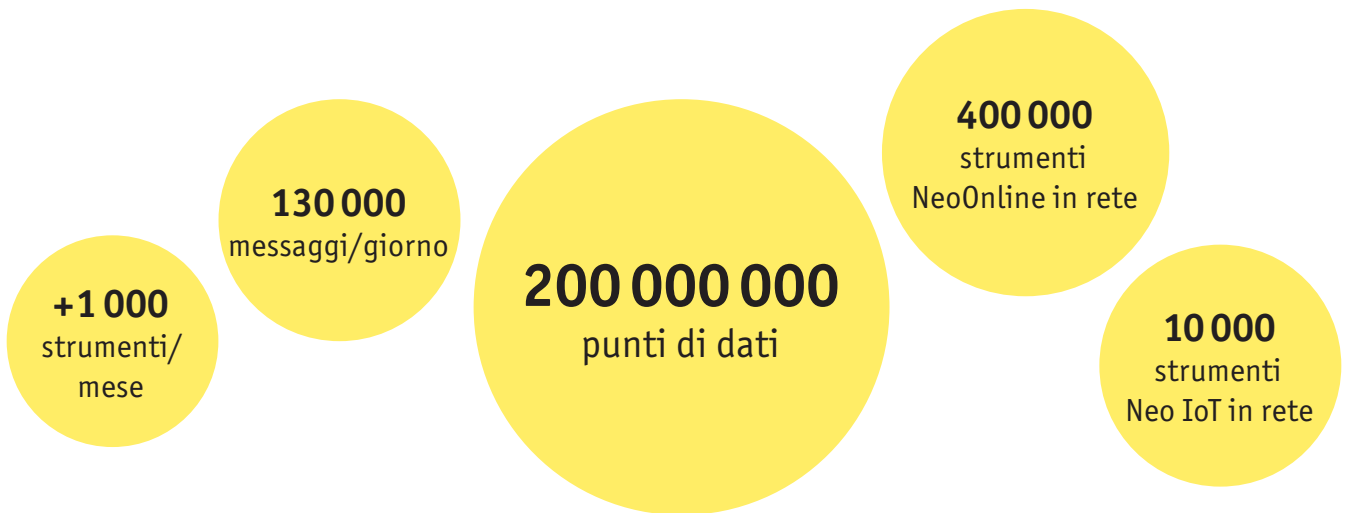 +1 000
strumenti/
mese
130 000
messaggi/giorno
200 000 000
punti di dati
400 000
strumenti
NeoOnline in rete
10 000
strumenti
Neo IoT in rete